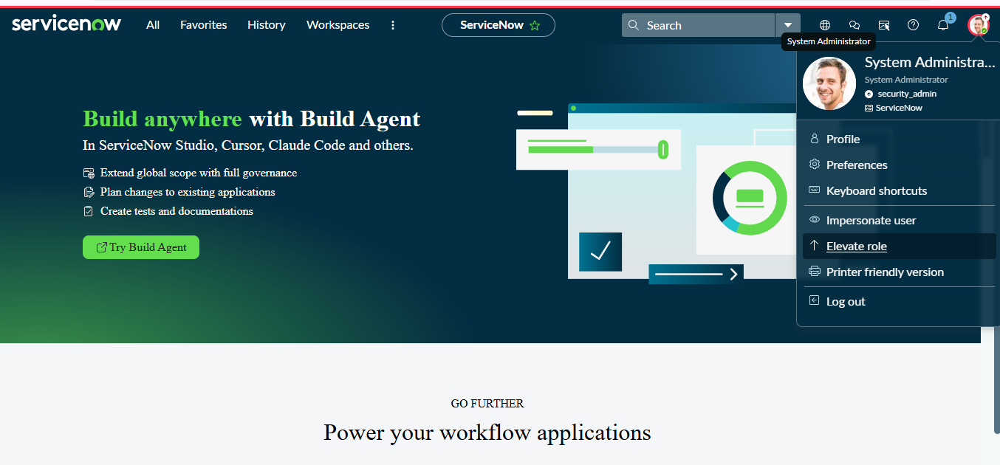 servicenow
All
Favorites
History
Workspaces
ServiceNow
Search
1
System Administrator
System Administra...
System Administrator
security_admin
ServiceNow
Profile
Preferences
Keyboard shortcuts
Impersonate user
Elevate role
Printer friendly version
Log out
Build anywhere with Build Agent
In ServiceNow Studio, Cursor, Claude Code and others.
Extend global scope with full governance
Plan changes to existing applications
Create tests and documentations
Try Build Agent
GO FURTHER
Power your workflow applications